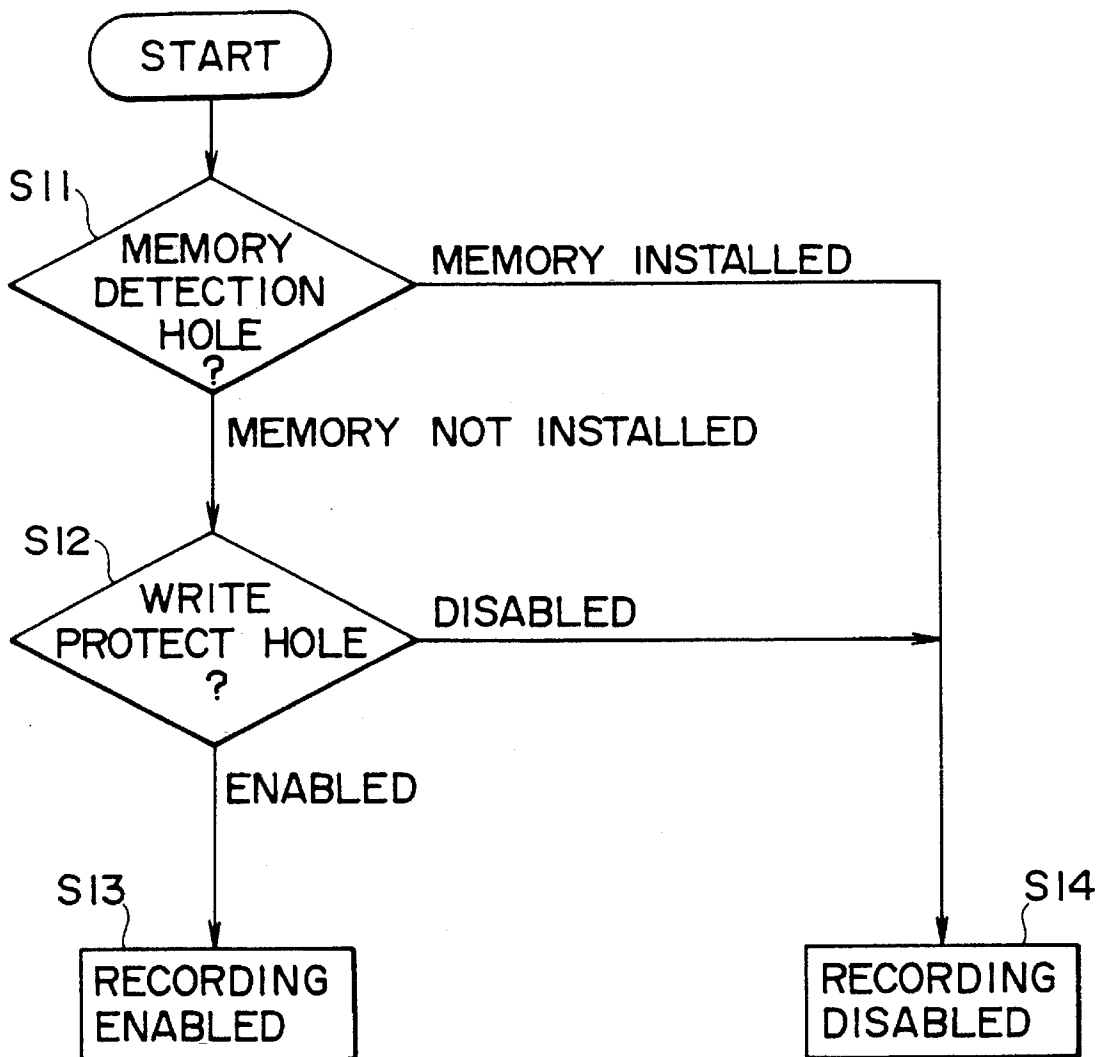 START
S11
MEMORY
DETECTION
HOLE
?
MEMORY INSTALLED
MEMORY NOT INSTALLED
S12
WRITE
PROTECT HOLE
?
DISABLED
ENABLED
S13
RECORDING
ENABLED
S14
RECORDING
DISABLED